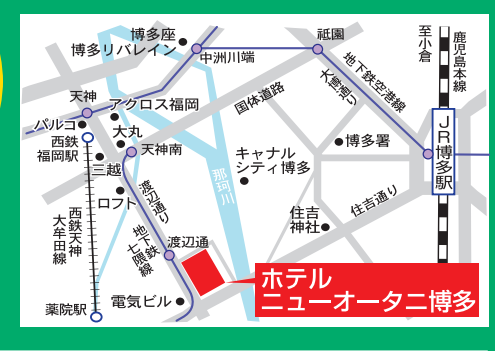 博多座
博多リバレイン
中洲川端
祇園
至小倉
鹿児島本線
地下鉄空港線
大博通り
国体道路
天神
アクロス福岡
パルコ
大丸
西鉄
福岡駅
天神南
三越
ロフト
博多署
キャナル
シティ博多
JR博多駅
那珂川
住吉通り
住吉
神社
渡辺通り
西鉄天神
大牟田線
地下鉄
七隈線
渡辺通
ホテル
ニューオータニ博多
電気ビル
薬院駅